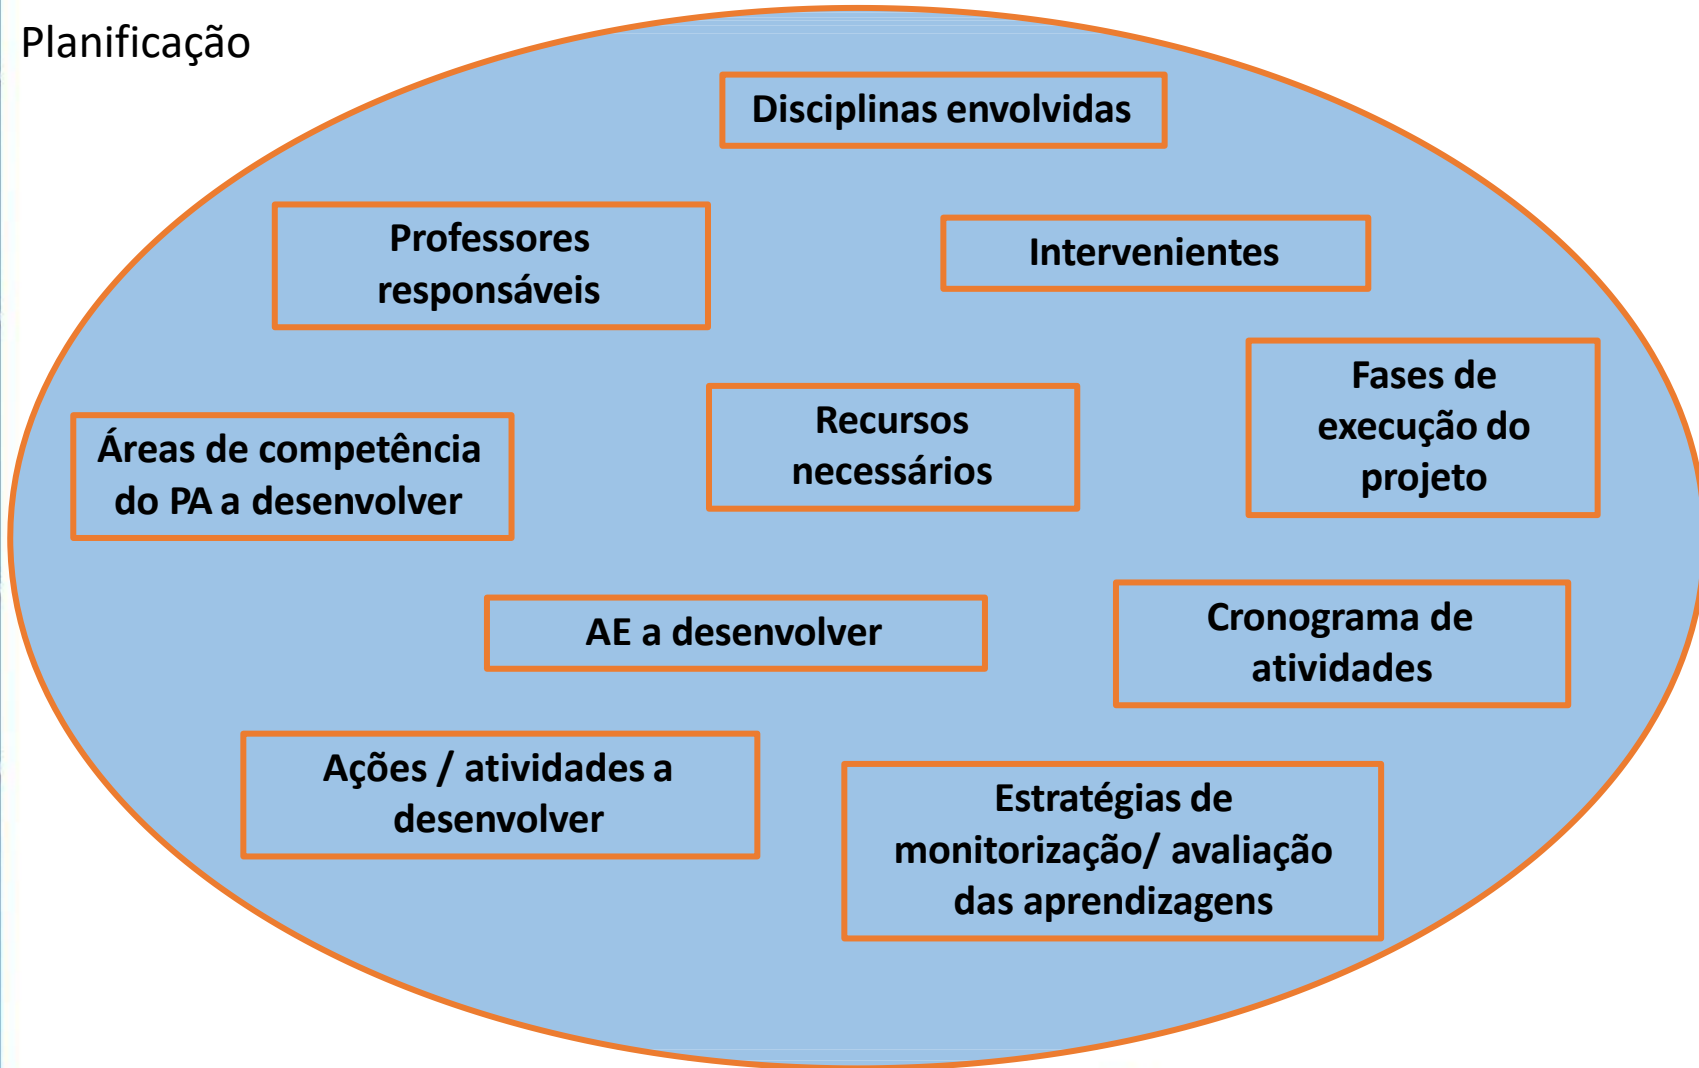 Planificação
Disciplinas envolvidas
Professores
responsáveis
Intervenientes
Fases de
execução do
projeto
Recursos
necessários
Áreas de competência
do PA a desenvolver
AE a desenvolver
Cronograma de
atividades
Ações / atividades a
desenvolver
Estratégias de
monitorização/ avaliação
das aprendizagens